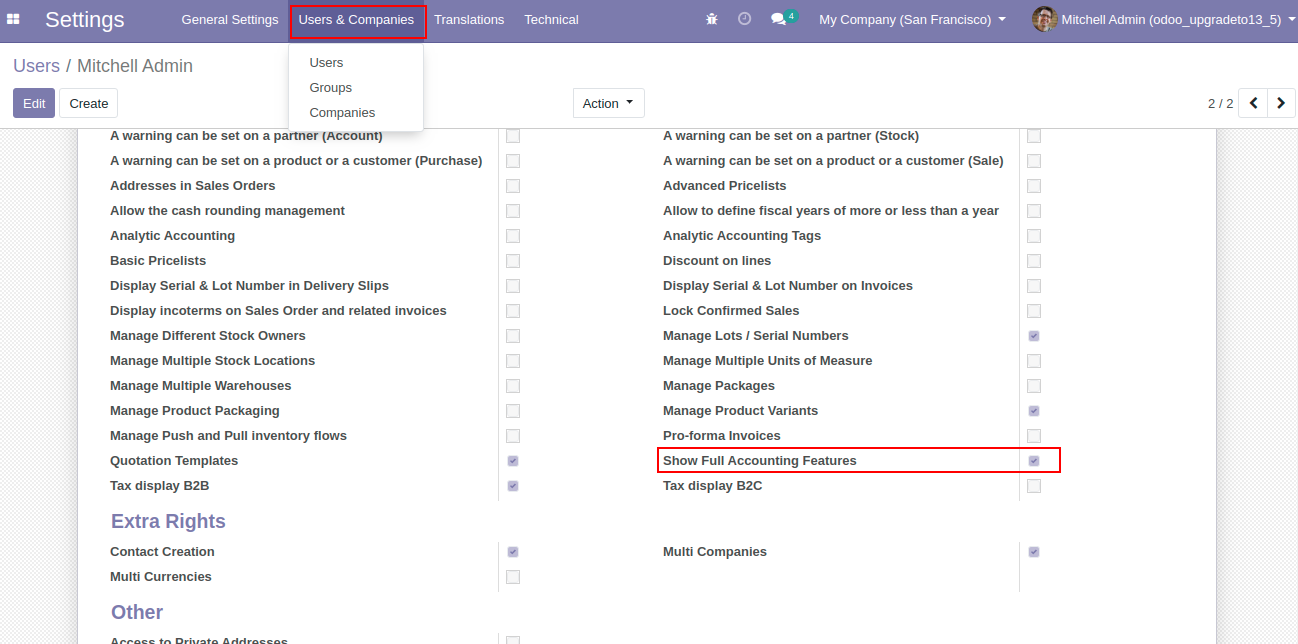 Settings General Settings Users & Companies Translations Technical 4 My Company (San Francisco) Mitchell Admin (odoo_upgradeto13_5)
Users
Groups
Companies
Users / Mitchell Admin
Edit Create Action 2 / 2
A warning can be set on a partner (Account) A warning can be set on a partner (Stock)
A warning can be set on a product or a customer (Purchase) A warning can be set on a product or a customer (Sale)
Addresses in Sales Orders Advanced Pricelists
Allow the cash rounding management Allow to define fiscal years of more or less than a year
Analytic Accounting Analytic Accounting Tags
Basic Pricelists Discount on lines
Display Serial & Lot Number in Delivery Slips Display Serial & Lot Number on Invoices
Display incoterms on Sales Order and related invoices Lock Confirmed Sales
Manage Different Stock Owners Manage Lots / Serial Numbers
Manage Multiple Stock Locations Manage Multiple Units of Measure
Manage Multiple Warehouses Manage Packages
Manage Product Packaging Manage Product Variants
Manage Push and Pull inventory flows Pro-forma Invoices
Quotation Templates Show Full Accounting Features
Tax display B2B Tax display B2C
Extra Rights
Contact Creation Multi Companies
Multi Currencies
Other
Access to Private Addresses